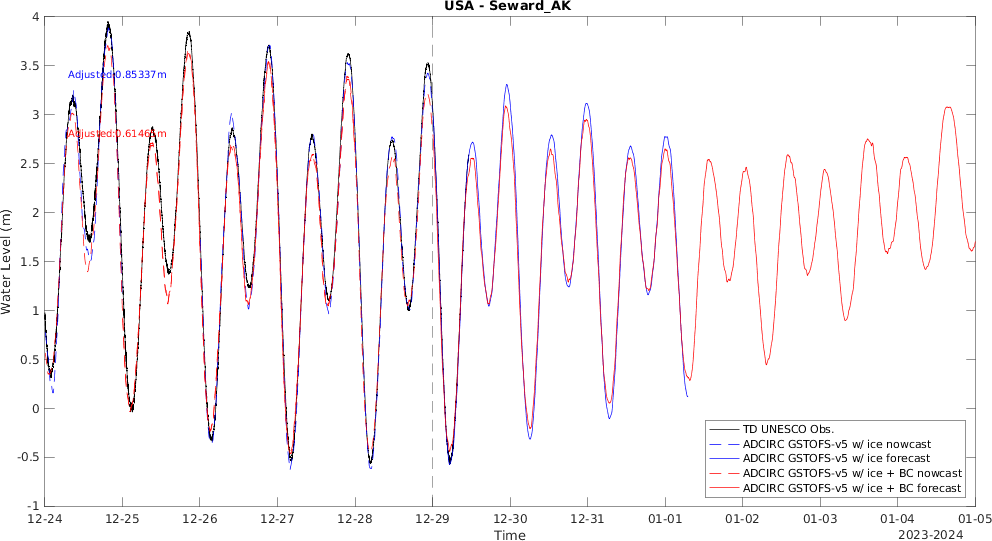 USA - Seward_AK
4
3.5
3
2.5
2
1.5
1
0.5
0
-0.5
-1
Water Level (m)
Adjusted:0.85337m
Adjusted:0.6146 m
TD UNESCO Obs.
ADCIRC GSTOFS-v5 w/ ice nowcast
ADCIRC GSTOFS-v5 w/ ice forecast
ADCIRC GSTOFS-v5 w/ ice + BC nowcast
ADCIRC GSTOFS-v5 w/ ice + BC forecast
12-24 12-25 12-26 12-27 12-28 12-29 12-30 12-31 01-01 01-02 01-03 01-04 01-05
Time
2023-2024